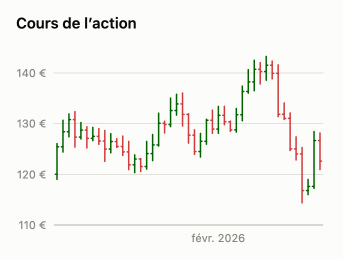 Cours de l’action
140 €
130 €
120 €
110 €
févr. 2026